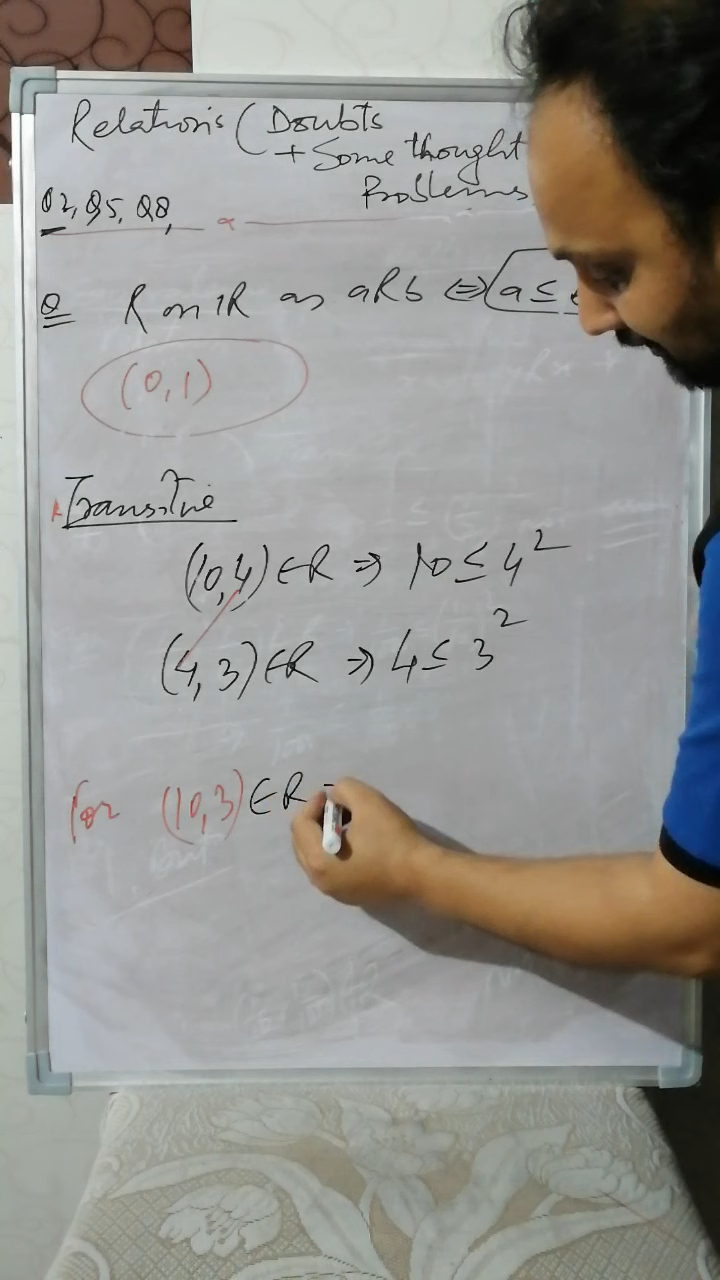 Relations ( Doubts
+ Some thought
Problems
Q2, Q5, Q8,
Q R on R as aRb ⇔ a ≤
(0,1)
Transitive
(10,4) ∈ R ⇒ 10 ≤ 4²
(4,3) ∈ R ⇒ 4 ≤ 3²
for (10,3) ∈ R